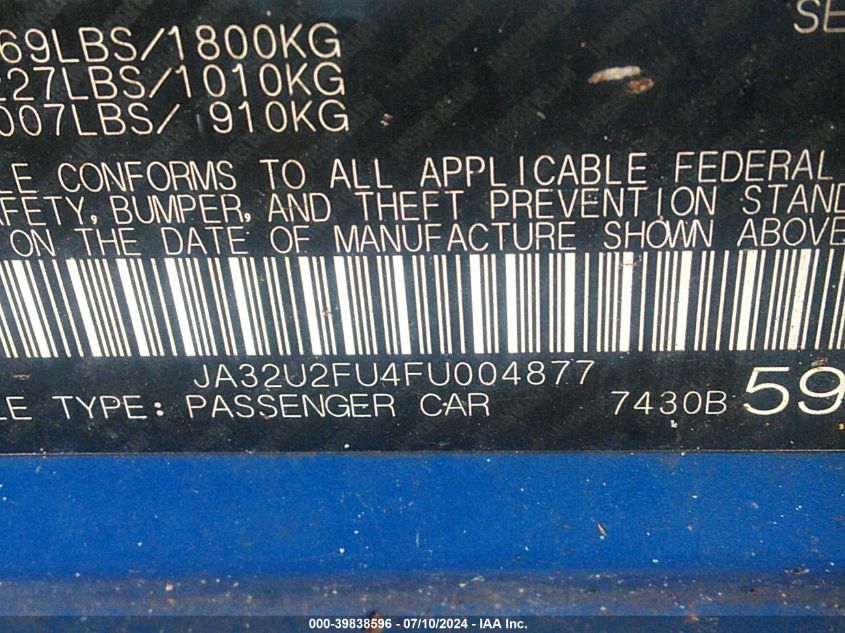 SE
69LBS/1800KG
227LBS/1010KG
007LBS/ 910KG
LE CONFORMS TO ALL APPLICABLE FEDERAL
AFETY, BUMPER, AND THEFT PREVENTION STAND
ON THE DATE OF MANUFACTURE SHOWN ABOVE
JA32U2FU4FU004877
LE TYPE: PASSENGER CAR 7430B 59
000-39838596 - 07/10/2024 - IAA Inc.